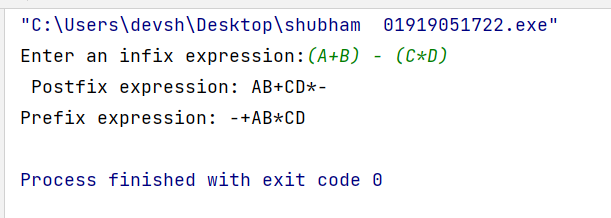 "C:\Users\devsh\Desktop\shubham  01919051722.exe"
Enter an infix expression:(A+B) - (C*D)
 Postfix expression: AB+CD*-
Prefix expression: -+AB*CD
Process finished with exit code 0